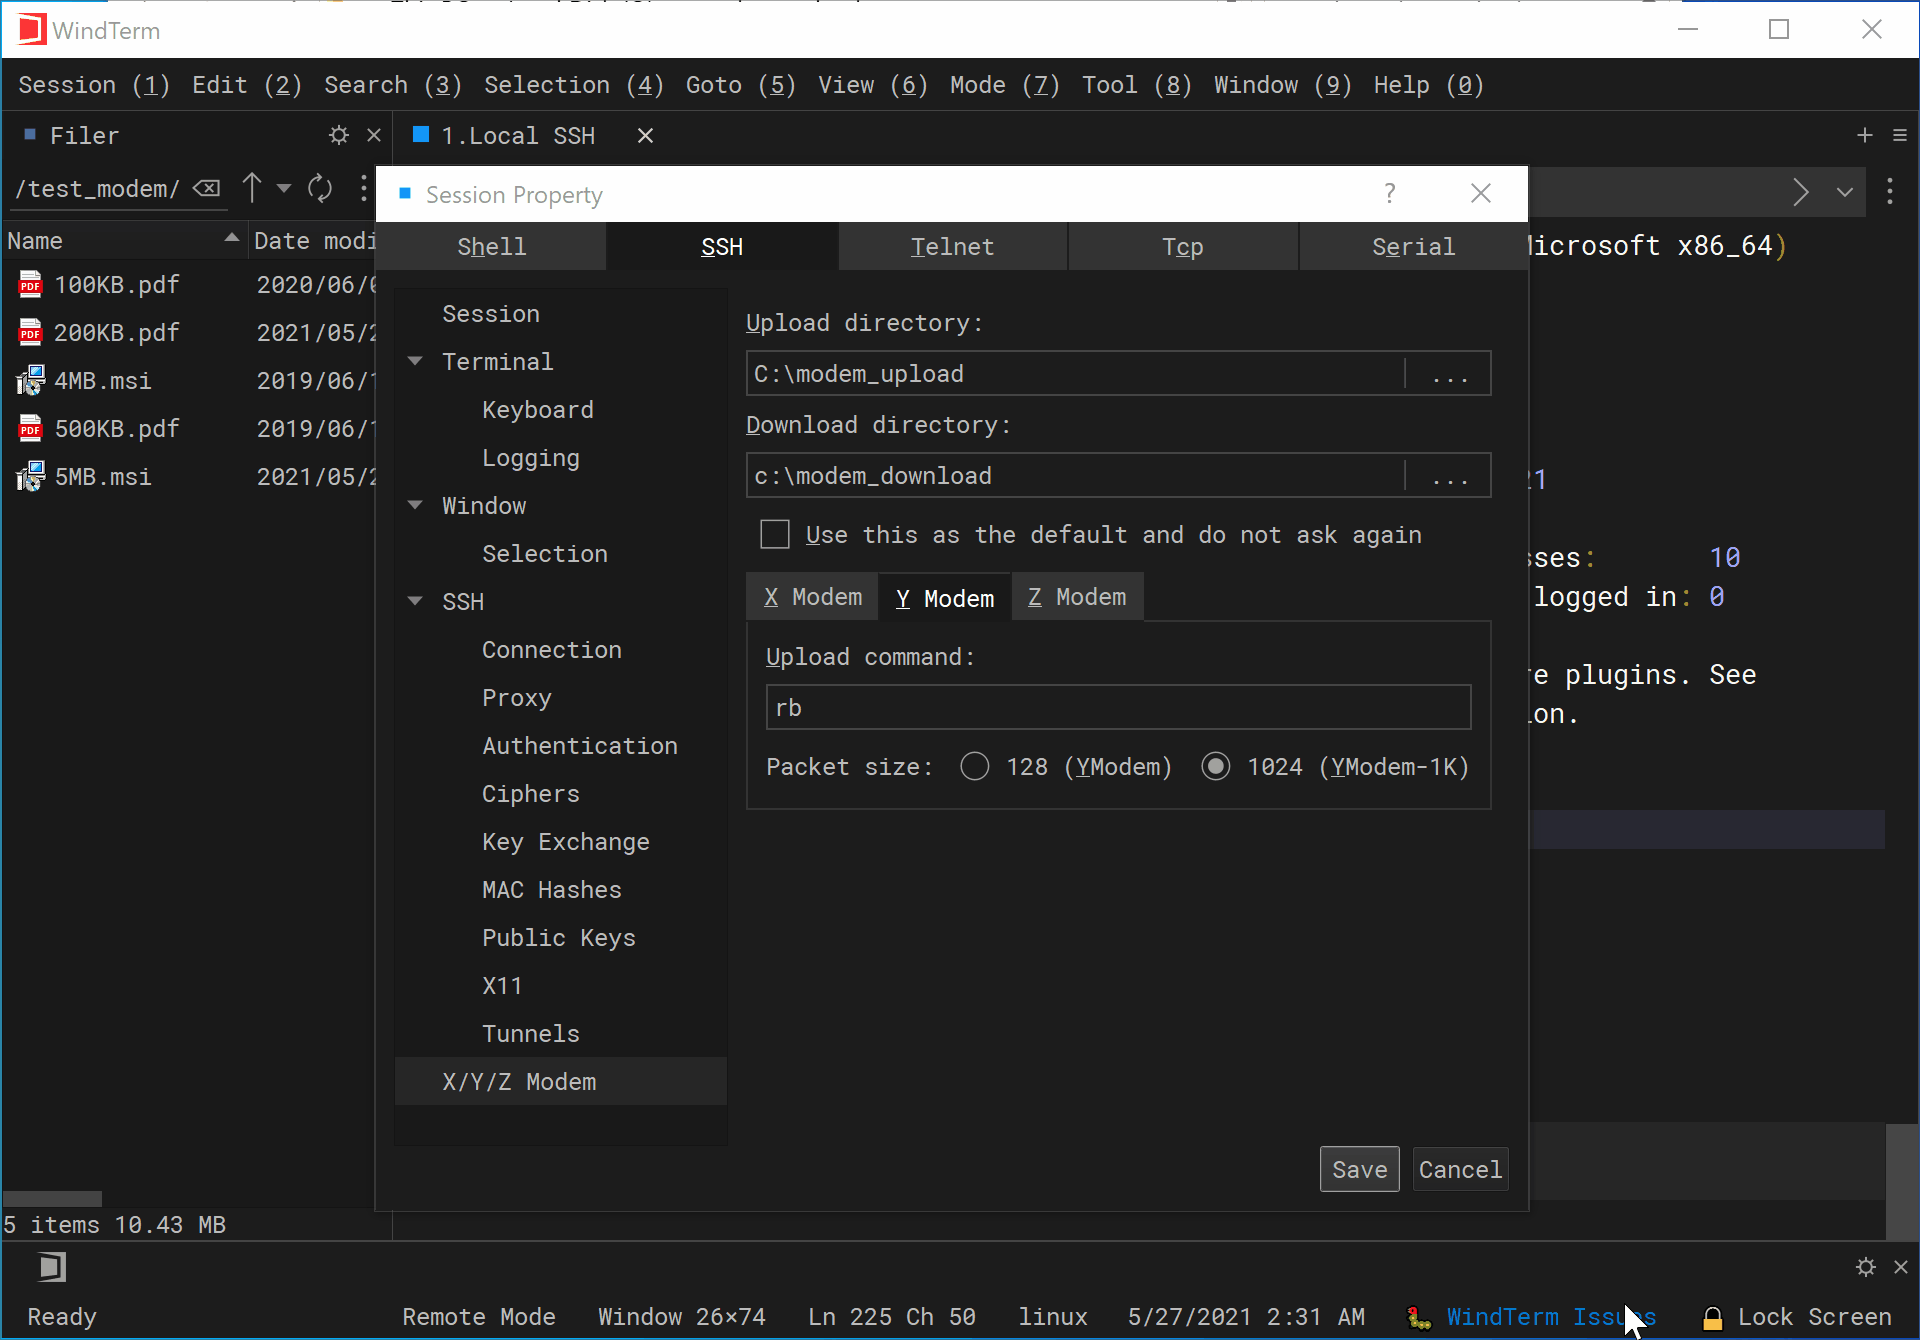 WindTerm
Session (1) Edit (2) Search (3) Selection (4) Goto (5) View (6) Mode (7) Tool (8) Window (9) Help (0)
Filer
1.Local SSH
/test_modem/
Name
Date modi
100KB.pdf 2020/06/0
200KB.pdf 2021/05/2
4MB.msi 2019/06/1
500KB.pdf 2019/06/1
5MB.msi 2021/05/2
5 items 10.43 MB
Session Property
?
Shell
SSH
Telnet
Tcp
Serial
Session
Terminal
Keyboard
Logging
Window
Selection
SSH
Connection
Proxy
Authentication
Ciphers
Key Exchange
MAC Hashes
Public Keys
X11
Tunnels
X/Y/Z Modem
Upload directory:
C:\modem_upload ...
Download directory:
c:\modem_download ...
Use this as the default and do not ask again
X Modem Y Modem Z Modem
Upload command:
rb
Packet size: 128 (YModem) 1024 (YModem-1K)
Save Cancel
icrosoft x86_64)
21
sses: 10
logged in: 0
e plugins. See
ion.
Ready
Remote Mode
Window 26×74
Ln 225 Ch 50
linux
5/27/2021 2:31 AM
WindTerm Issues
Lock Screen